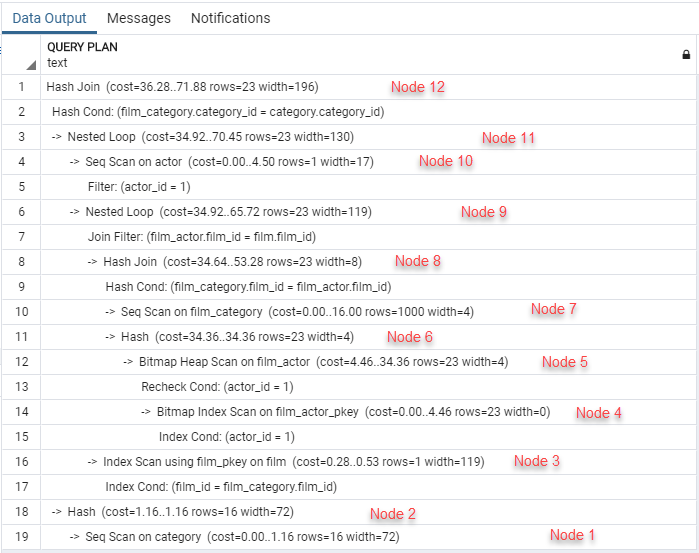 Data Output Messages Notifications
QUERY PLAN
text
1 Hash Join (cost=36.28..71.88 rows=23 width=196) Node 12
2 Hash Cond: (film_category.category_id = category.category_id)
3 -> Nested Loop (cost=34.92..70.45 rows=23 width=130) Node 11
4 -> Seq Scan on actor (cost=0.00..4.50 rows=1 width=17) Node 10
5 Filter: (actor_id = 1)
6 -> Nested Loop (cost=34.92..65.72 rows=23 width=119) Node 9
7 Join Filter: (film_actor.film_id = film.film_id)
8 -> Hash Join (cost=34.64..53.28 rows=23 width=8) Node 8
9 Hash Cond: (film_category.film_id = film_actor.film_id)
10 -> Seq Scan on film_category (cost=0.00..16.00 rows=1000 width=4) Node 7
11 -> Hash (cost=34.36..34.36 rows=23 width=4) Node 6
12 -> Bitmap Heap Scan on film_actor (cost=4.46..34.36 rows=23 width=4) Node 5
13 Recheck Cond: (actor_id = 1)
14 -> Bitmap Index Scan on film_actor_pkey (cost=0.00..4.46 rows=23 width=0) Node 4
15 Index Cond: (actor_id = 1)
16 -> Index Scan using film_pkey on film (cost=0.28..0.53 rows=1 width=119) Node 3
17 Index Cond: (film_id = film_category.film_id)
18 -> Hash (cost=1.16..1.16 rows=16 width=72) Node 2
19 -> Seq Scan on category (cost=0.00..1.16 rows=16 width=72) Node 1